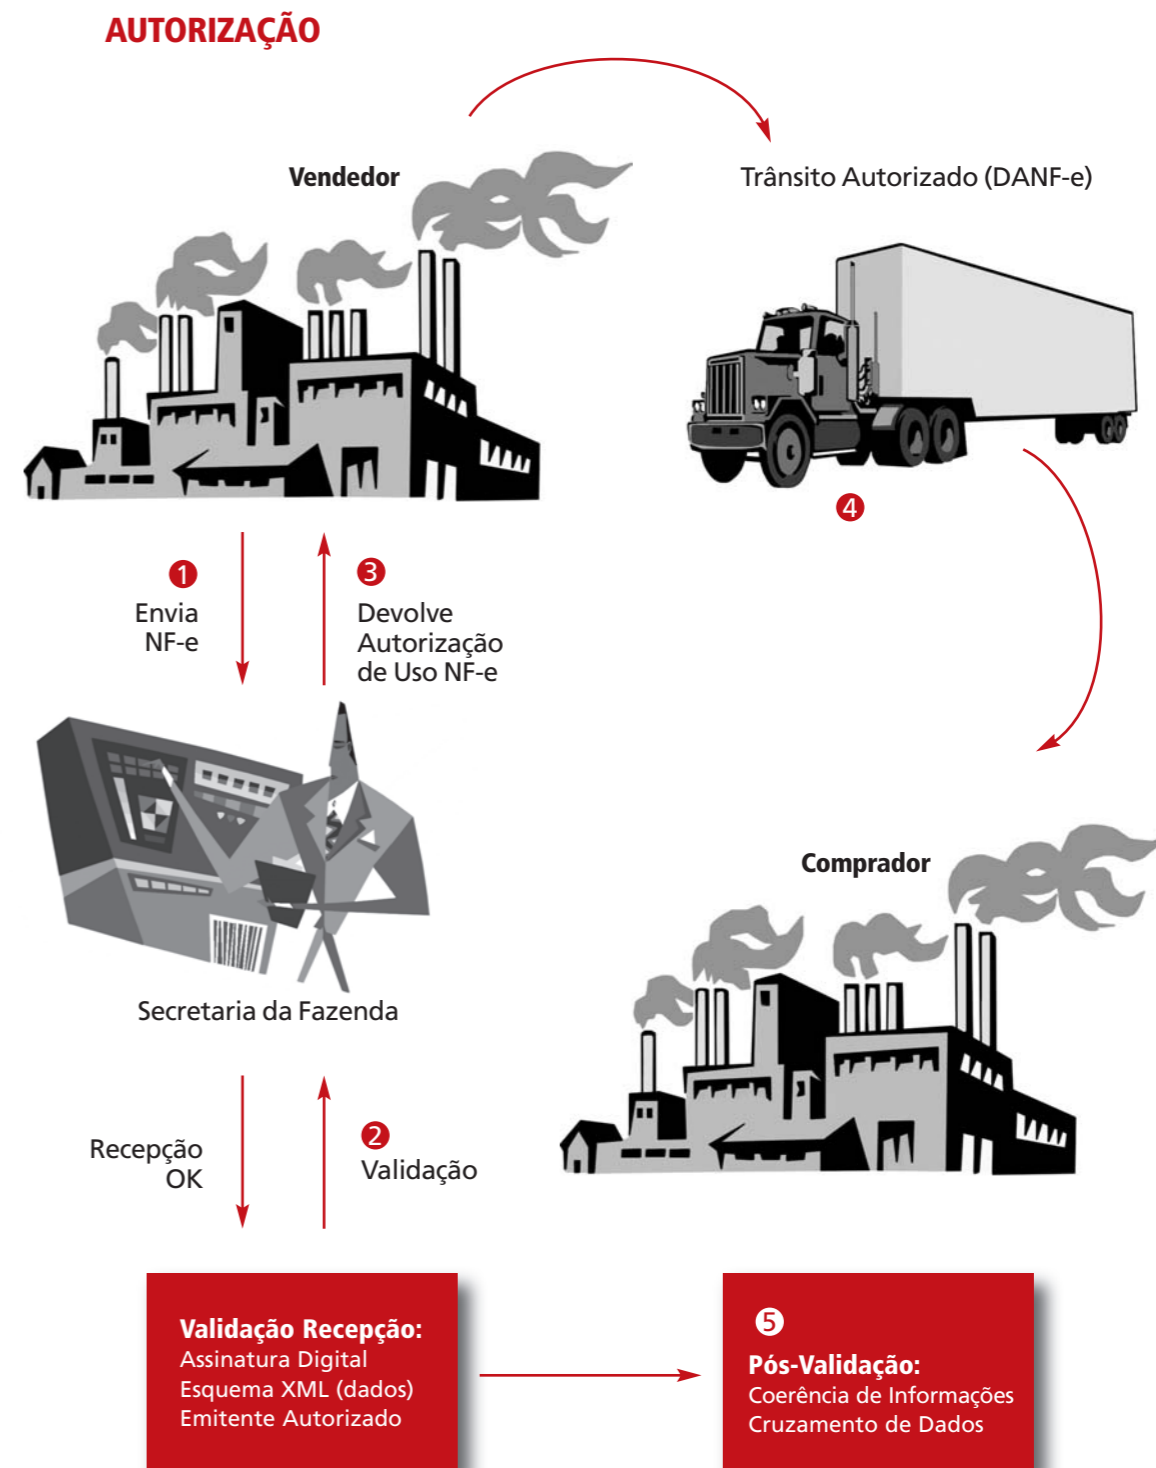 AUTORIZAÇÃO
Vendedor
Trânsito Autorizado (DANF-e)
4
1
Envia
NF-e
3
Devolve
Autorização
de Uso NF-e
Secretaria da Fazenda
Comprador
Recepção
OK
2
Validação
Validação Recepção:
Assinatura Digital
Esquema XML (dados)
Emitente Autorizado
5
Pós-Validação:
Coerência de Informações
Cruzamento de Dados